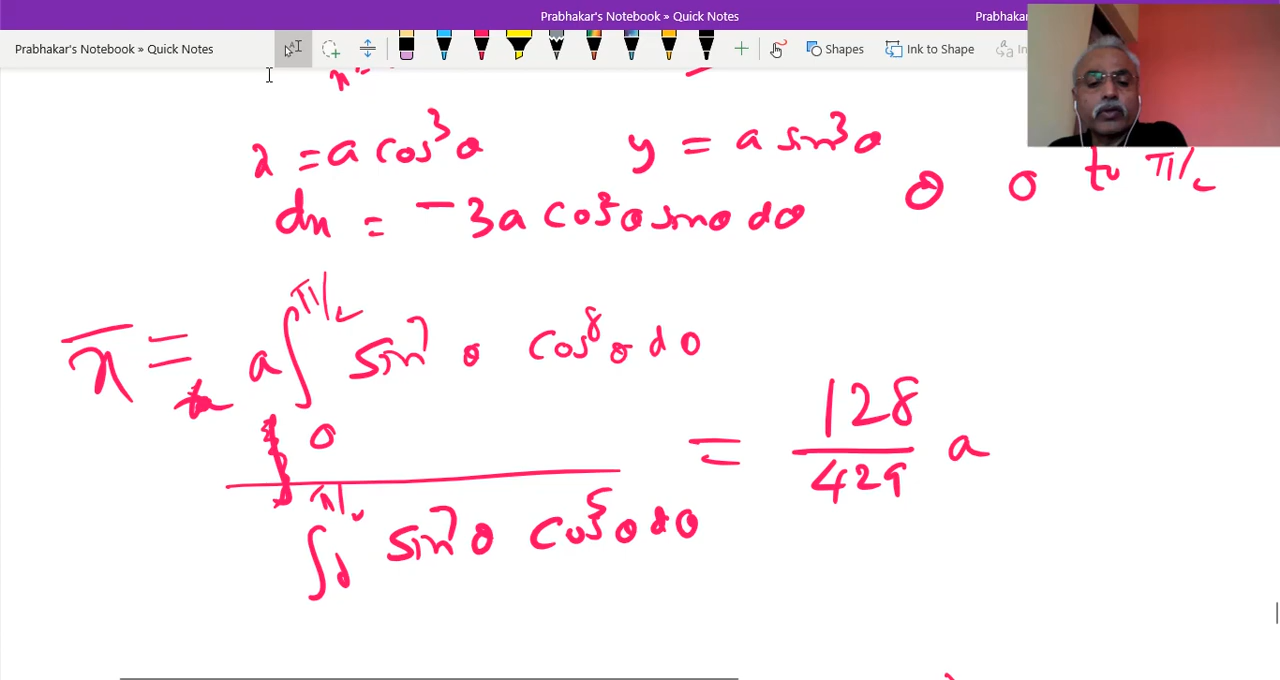 Prabhakar's Notebook » Quick Notes Prabhakar
Prabhakar's Notebook » Quick Notes + Shapes Ink to Shape
x = a cos³θ y = a sin³θ
θ 0 to π/2
dx = -3a cos²θ sinθ dθ
x̄ = a ∫₀^π/2 sin⁷θ cos⁸θ dθ
= 128/429 a
∫₀^π/2 sin⁷θ cos⁵θ dθ